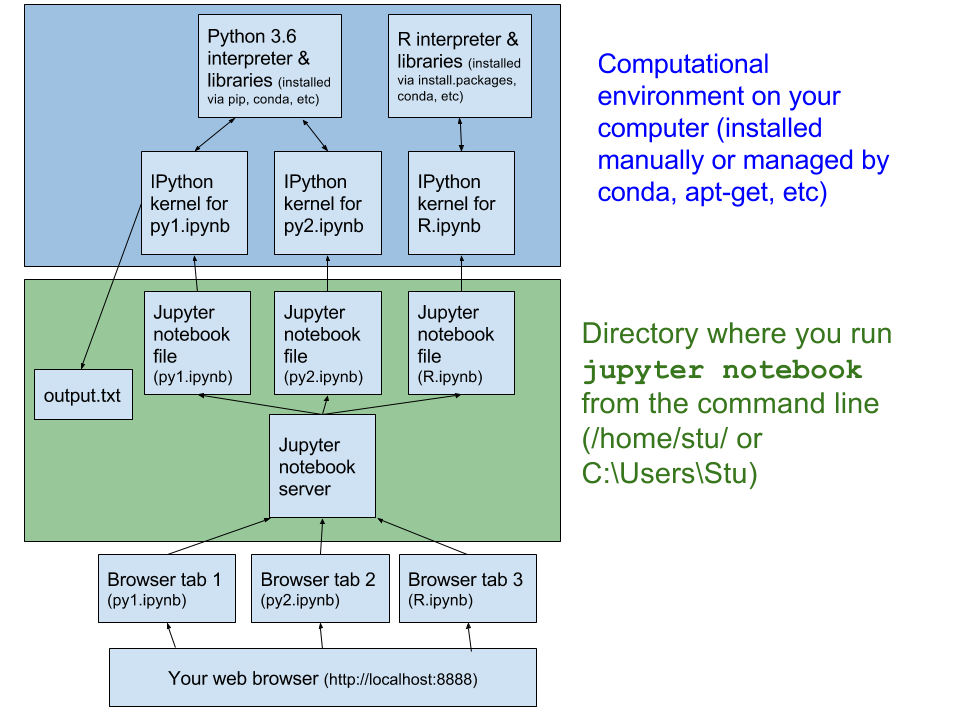 Python 3.6
interpreter &
libraries (installed
via pip, conda, etc)
R interpreter &
libraries (installed
via install.packages,
conda, etc)
Computational
environment on your
computer (installed
manually or managed by
conda, apt-get, etc)
IPython
kernel for
py1.ipynb
IPython
kernel for
py2.ipynb
IPython
kernel for
R.ipynb
Jupyter
notebook
file
(py1.ipynb)
Jupyter
notebook
file
(py2.ipynb)
Jupyter
notebook
file
(R.ipynb)
output.txt
Directory where you run
jupyter notebook
from the command line
(/home/stu/ or
C:\Users\Stu)
Jupyter
notebook
server
Browser tab 1
(py1.ipynb)
Browser tab 2
(py2.ipynb)
Browser tab 3
(R.ipynb)
Your web browser (http://localhost:8888)